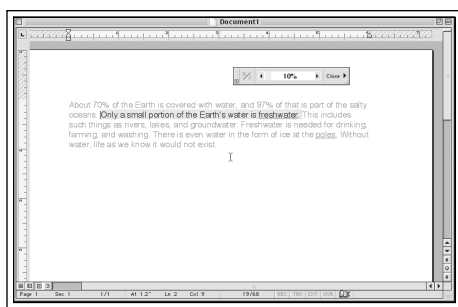 Document1
10%
Close
About 70% of the Earth is covered with water, and 97% of that is part of the salty
oceans. Only a small portion of the Earth's water is freshwater. This includes
such things as rivers, lakes, and groundwater. Freshwater is needed for drinking,
farming, and washing. There is even water in the form of ice at the poles. Without
water, life as we know it would not exist.
Page 1 Sec 1 1/1 At 1.2" Ln 2 Col 9 19/68 REC TRK EXT OVR